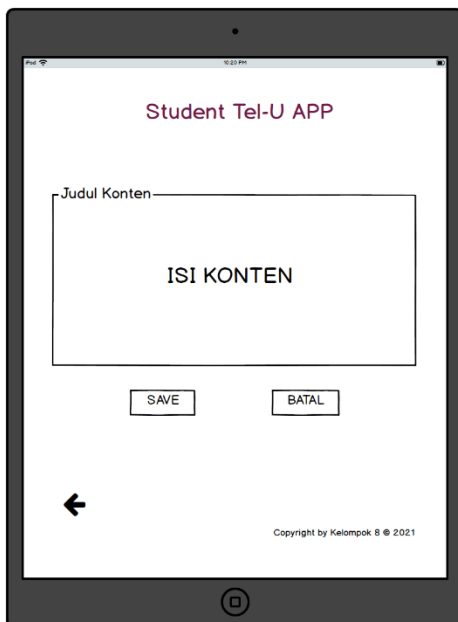 iPod 10:20 PM
Student Tel-U APP
Judul Konten
ISI KONTEN
SAVE BATAL
Copyright by Kelompok 8 © 2021